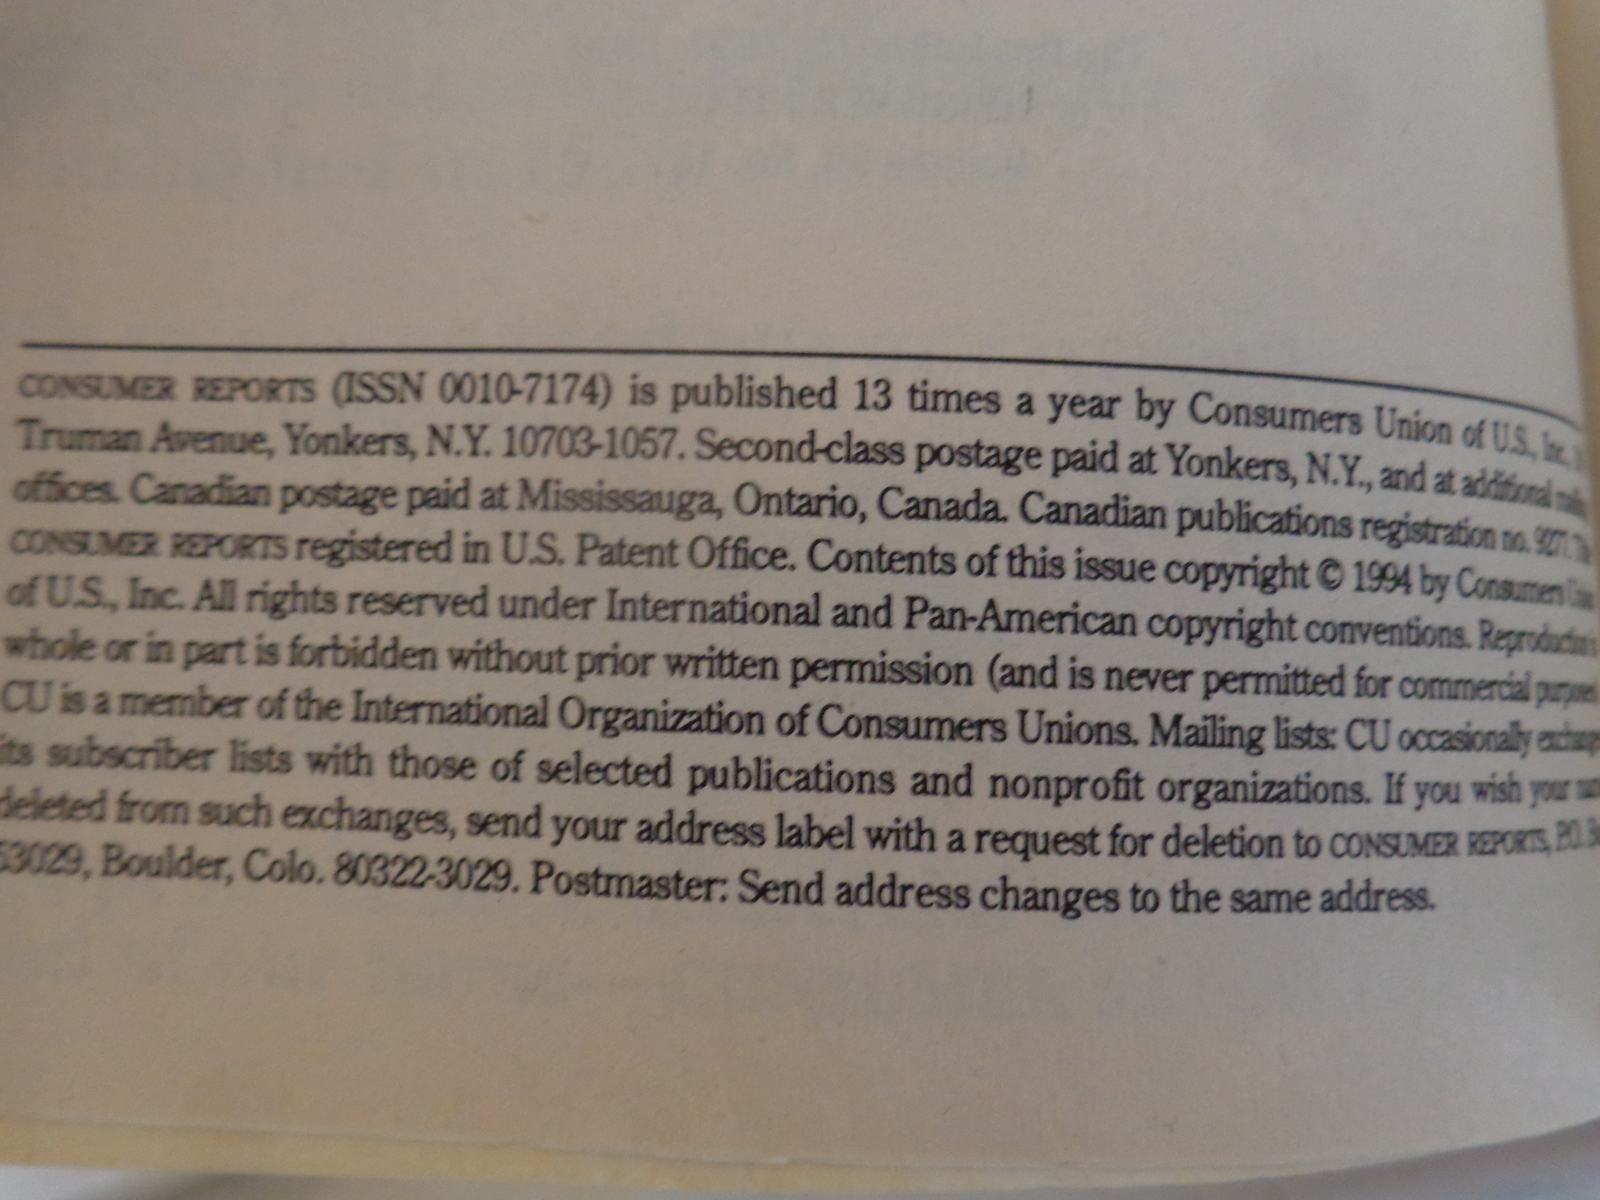 CONSUMER REPORTS (ISSN 0010-7174) is published 13 times a year by Consumers Union of U.S., Inc.
Truman Avenue, Yonkers, N.Y. 10703-1057. Second-class postage paid at Yonkers, N.Y., and at additional
offices. Canadian postage paid at Mississauga, Ontario, Canada. Canadian publications registration no. 9277.
CONSUMER REPORTS registered in U.S. Patent Office. Contents of this issue copyright © 1994 by Consumers
of U.S., Inc. All rights reserved under International and Pan-American copyright conventions. Reproduction
whole or in part is forbidden without prior written permission (and is never permitted for commercial
CU is a member of the International Organization of Consumers Unions. Mailing lists: CU occasionally
its subscriber lists with those of selected publications and nonprofit organizations. If you wish your
deleted from such exchanges, send your address label with a request for deletion to CONSUMER REPORTS, P.O.
53029, Boulder, Colo. 80322-3029. Postmaster: Send address changes to the same address.